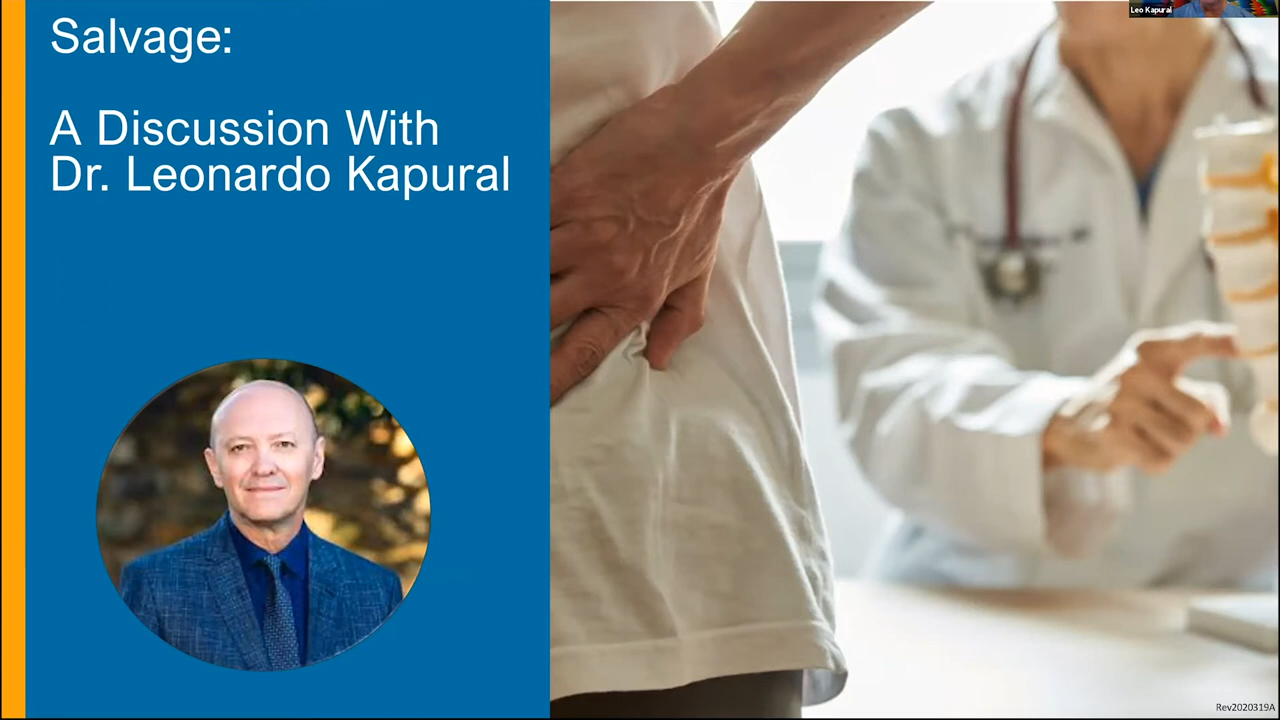 Leo Kapural
Salvage:
A Discussion With
Dr. Leonardo Kapural
Rev2020319A